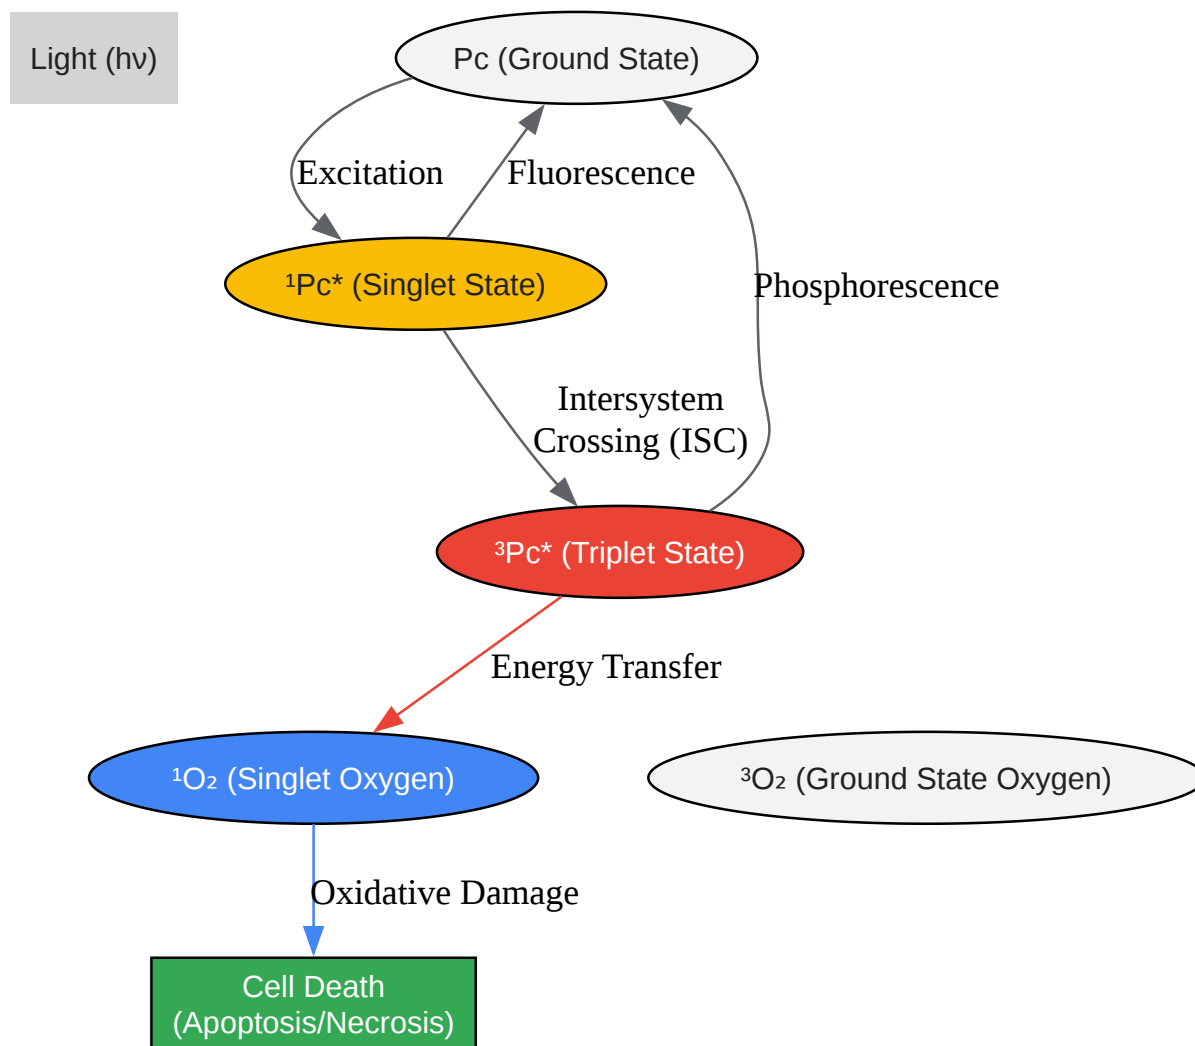 Light (hν)
Pc (Ground State)
Excitation
Fluorescence
¹Pc* (Singlet State)
Phosphorescence
Intersystem
Crossing (ISC)
³Pc* (Triplet State)
Energy Transfer
¹O₂ (Singlet Oxygen)
³O₂ (Ground State Oxygen)
Oxidative Damage
Cell Death
(Apoptosis/Necrosis)